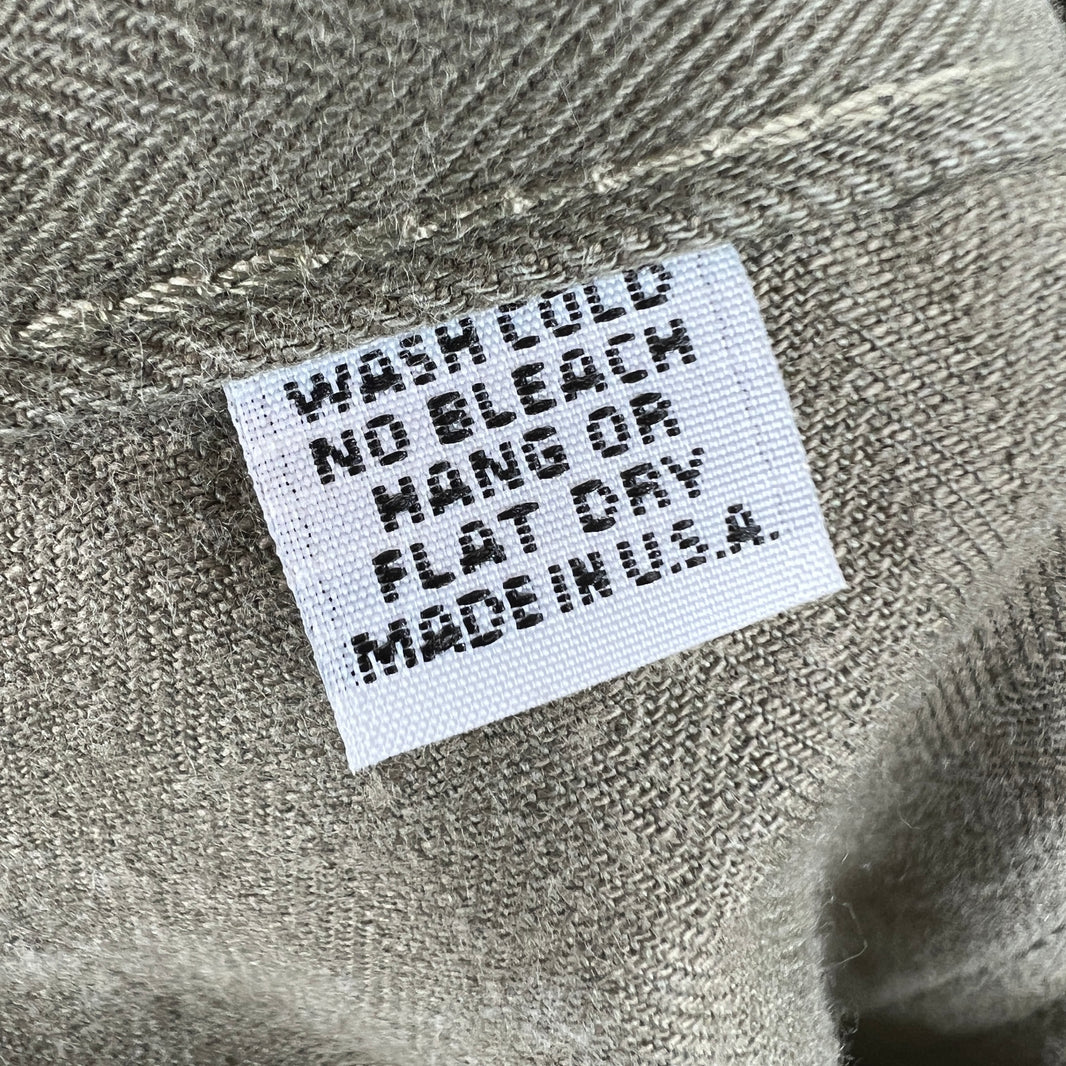 WASH COLD
NO BLEACH
HANG OR
FLAT DRY
MADE IN U.S.A.